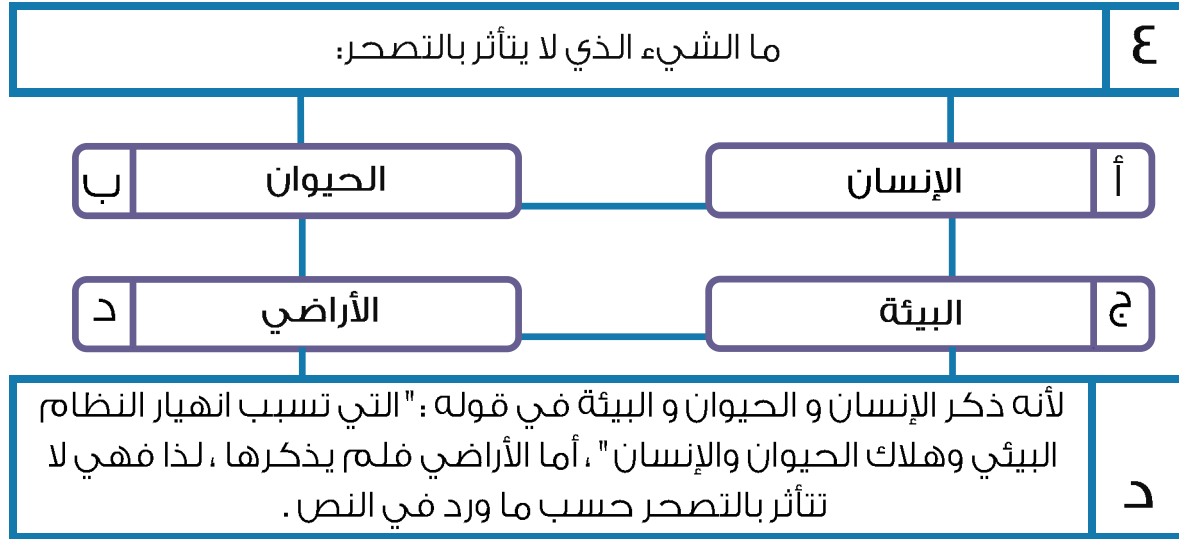 ٤
ما الشيء الذي لا يتأثر بالتصحر:
أ
الإنسان
ب
الحيوان
ج
البيئة
د
الأراضي
د
لأنه ذكر الإنسان و الحيوان و البيئة في قوله : " التي تسبب انهيار النظام
البيئي وهلاك الحيوان والإنسان " ، أما الأراضي فلم يذكرها ، لذا فهي لا
تتأثر بالتصحر حسب ما ورد في النص .